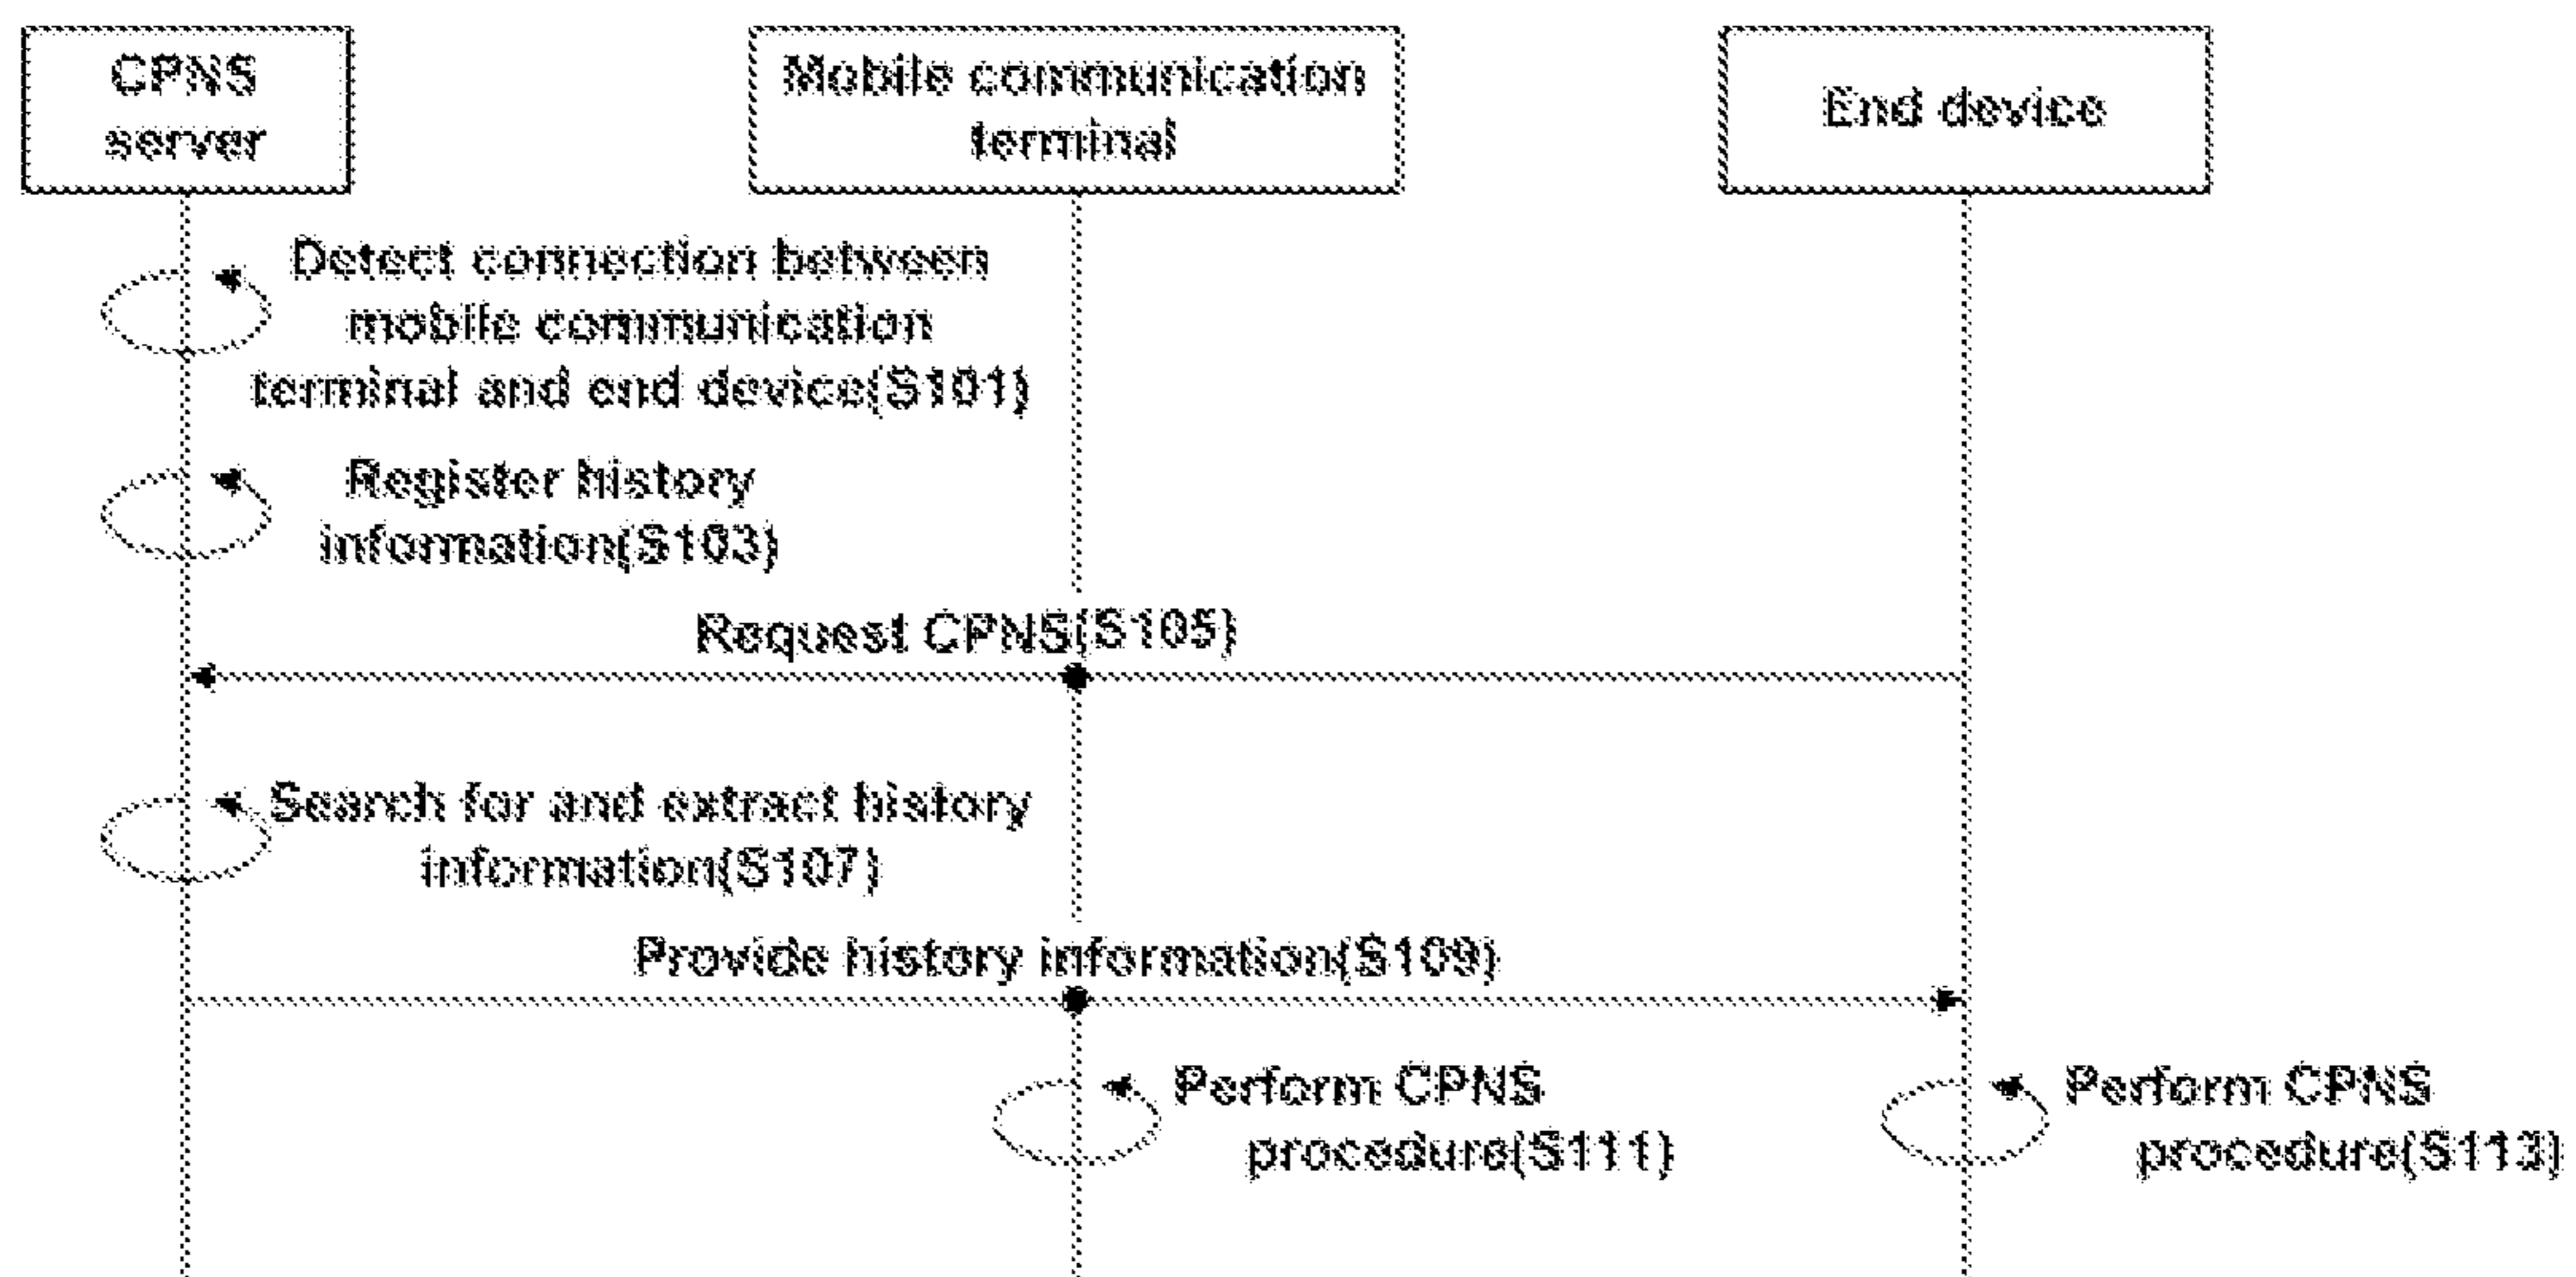 CPNS
server
Mobile communication
terminal
End device
Detect connection between
mobile communication
terminal and end device(S101)
Register history
information(S103)
Request CPNS(S105)
Search for and extract history
information(S107)
Provide history information(S109)
Perform CPNS
procedure(S111)
Perform CPNS
procedure(S113)